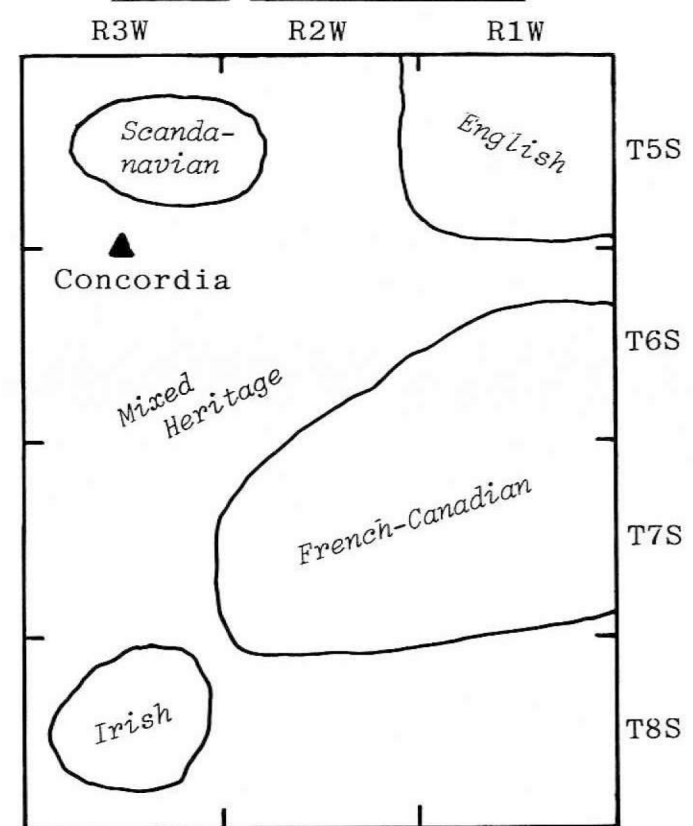 R3W R2W R1W
Scanda-
navian
English
T5S
Concordia
T6S
Mixed
Heritage
French-Canadian
T7S
Irish
T8S